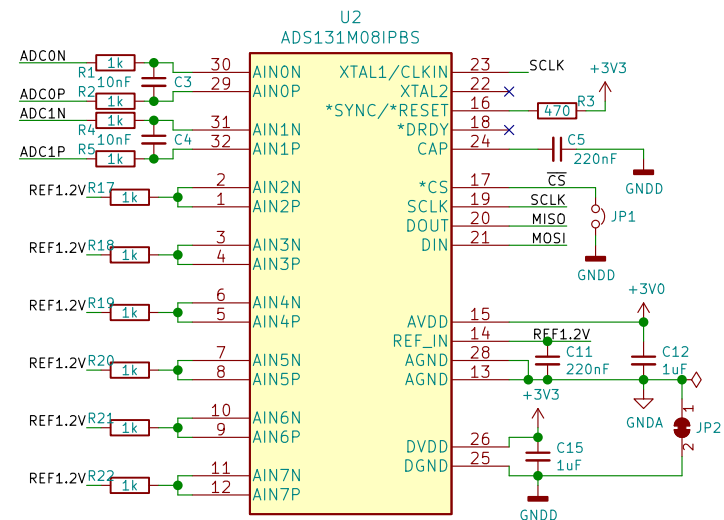 U2
ADS131M08IPBS
ADC0N
R1
1k
10nF
C3
ADC0P
R2
1k
ADC1N
R4
1k
10nF
C4
ADC1P
R5
1k
REF1.2V
R17
1k
REF1.2V
R18
1k
REF1.2V
R19
1k
REF1.2V
R20
1k
REF1.2V
R21
1k
REF1.2V
R22
1k
30 AIN0N
29 AIN0P
31 AIN1N
32 AIN1P
2 AIN2N
1 AIN2P
3 AIN3N
4 AIN3P
6 AIN4N
5 AIN4P
7 AIN5N
8 AIN5P
10 AIN6N
9 AIN6P
11 AIN7N
12 AIN7P
XTAL1/CLKIN 23 SCLK
XTAL2 22
*SYNC/*RESET 16
470 R3
+3V3
*DRDY 18
CAP 24
C5
220nF
GNDD
*CS 17 CS
SCLK 19 SCLK
DOUT 20 MISO
DIN 21 MOSI
JP1
GNDD
+3V0
AVDD 15
REF_IN 14 REF1.2V
AGND 28
AGND 13
C11
220nF
C12
1uF
GNDA
+3V3
DVDD 26
DGND 25
C15
1uF
GNDD
1
JP2
2